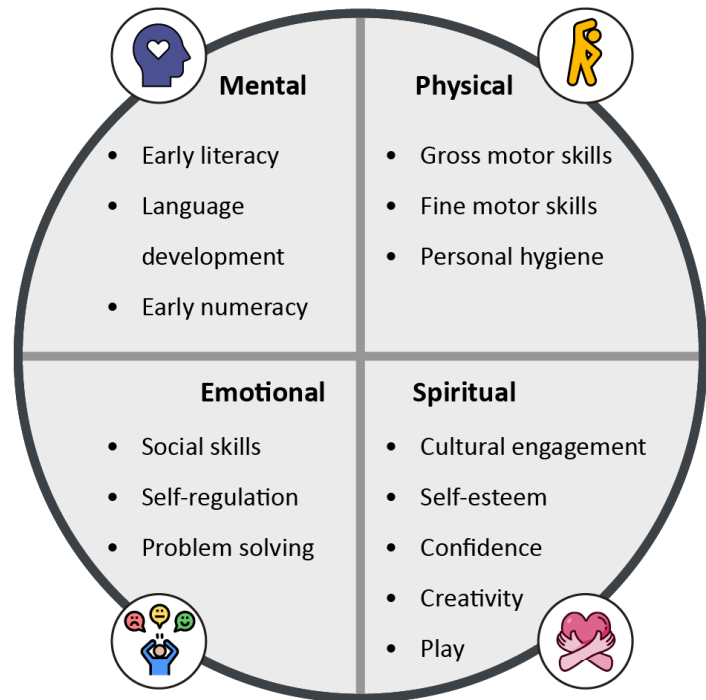 Mental
• Early literacy
• Language
development
• Early numeracy
Physical
• Gross motor skills
• Fine motor skills
• Personal hygiene
Emotional
• Social skills
• Self-regulation
• Problem solving
Spiritual
• Cultural engagement
• Self-esteem
• Confidence
• Creativity
• Play